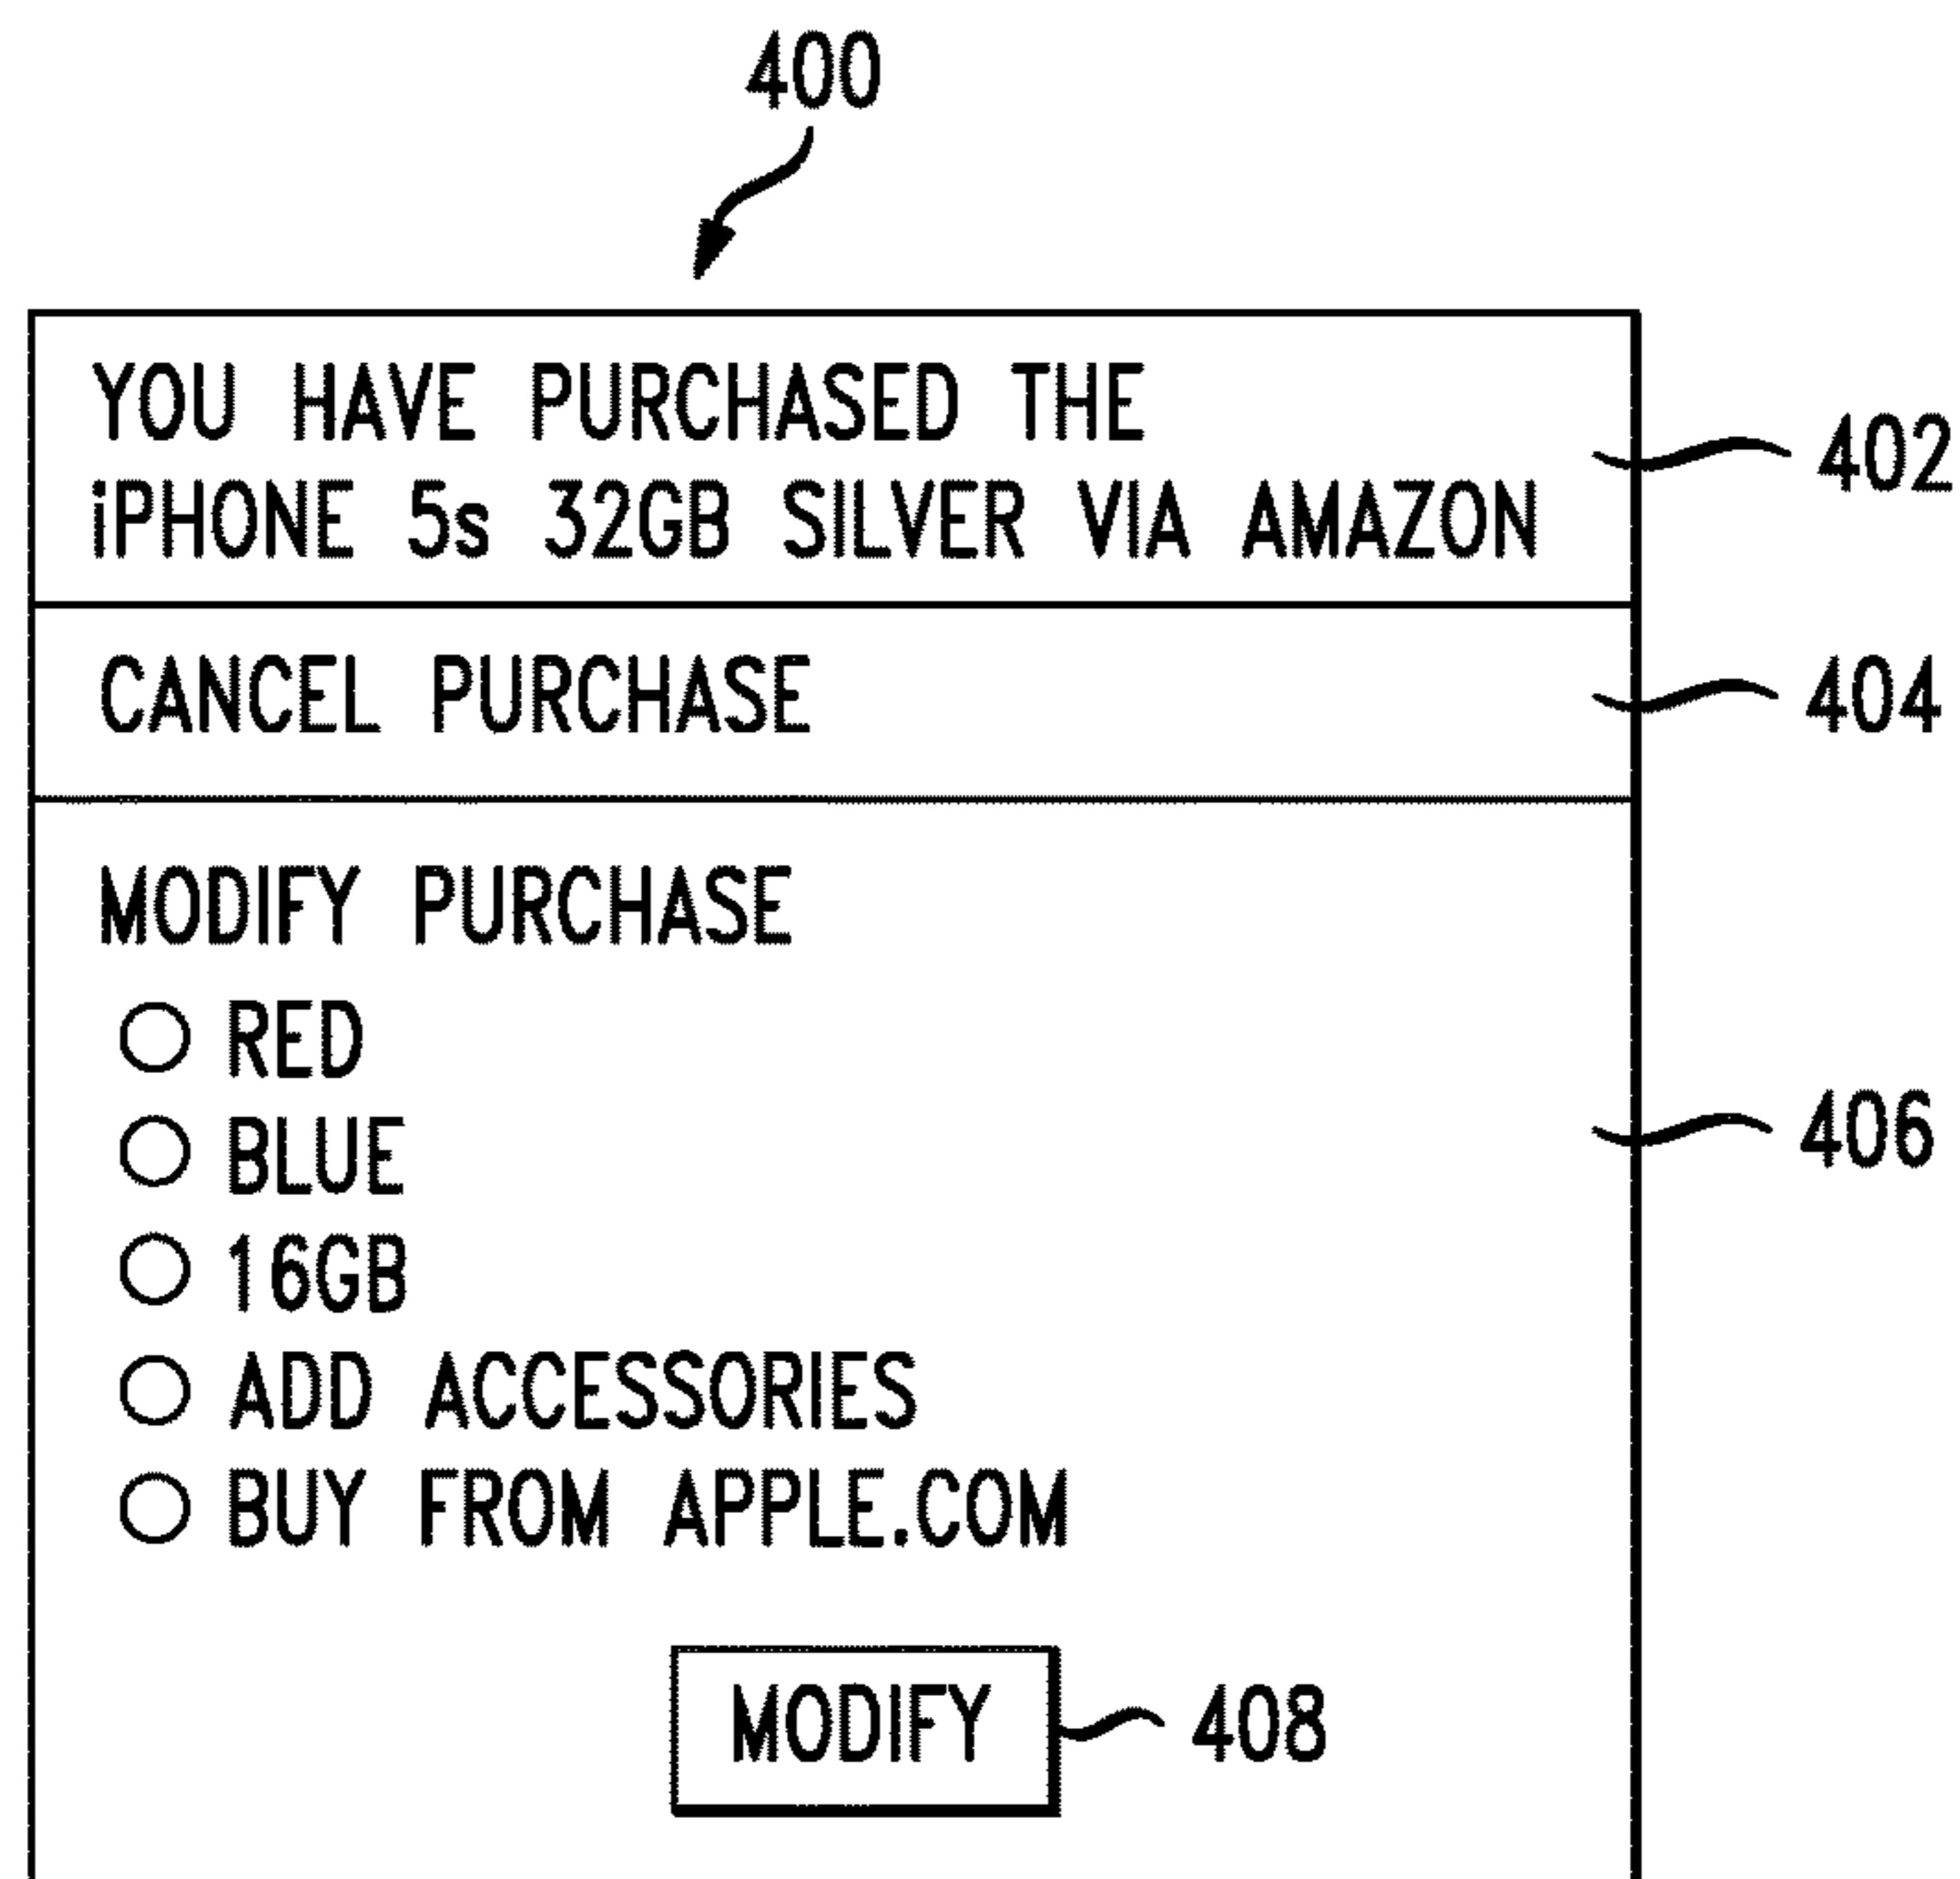 400
YOU HAVE PURCHASED THE
iPHONE 5s 32GB SILVER VIA AMAZON
402
CANCEL PURCHASE
404
MODIFY PURCHASE
RED
BLUE
406
16GB
ADD ACCESSORIES
BUY FROM APPLE.COM
MODIFY
408